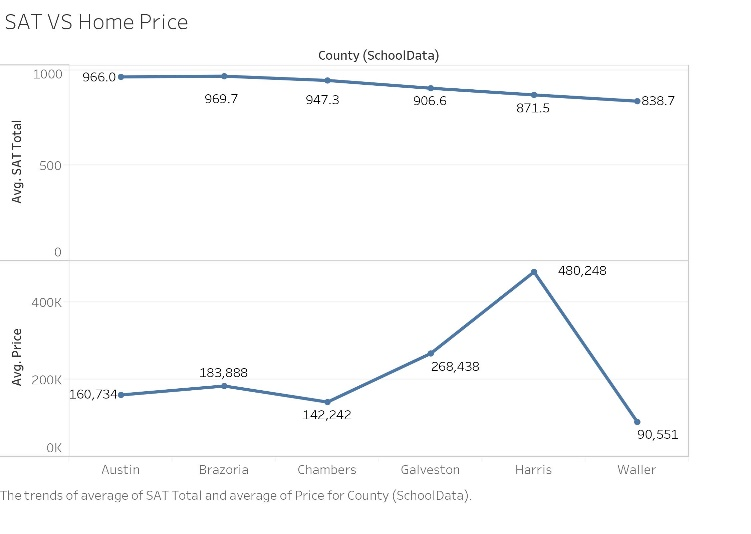 SAT VS Home Price
County (SchoolData)
1000
500
0
Avg. SAT Total
966.0
969.7
947.3
906.6
871.5
838.7
400K
200K
0K
Avg. Price
160,734
183,888
142,242
268,438
480,248
90,551
Austin Brazoria Chambers Galveston Harris Waller
The trends of average of SAT Total and average of Price for County (SchoolData).